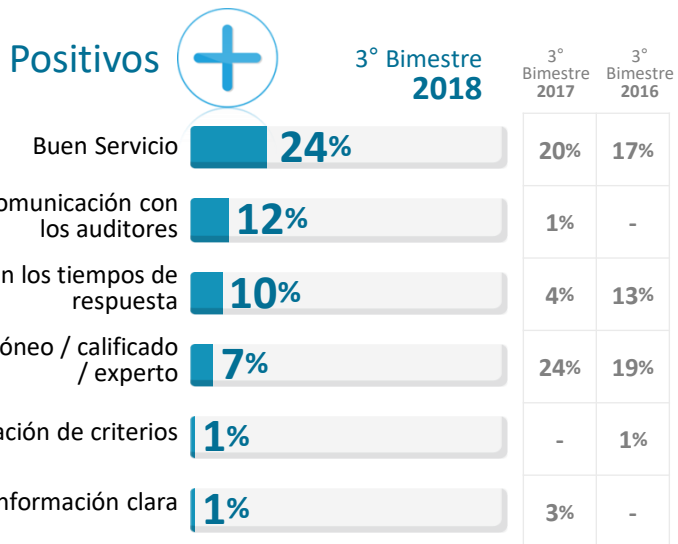 Positivos
3° Bimestre
2018
3°
Bimestre
2017
3°
Bimestre
2016
Buen Servicio 24% 20% 17%
omunicación con
los auditores 12% 1% -
n los tiempos de
respuesta 10% 4% 13%
óneo / calificado
/ experto 7% 24% 19%
ación de criterios 1% - 1%
nformación clara 1% 3% -